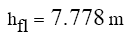 h_fl = 7.778 m